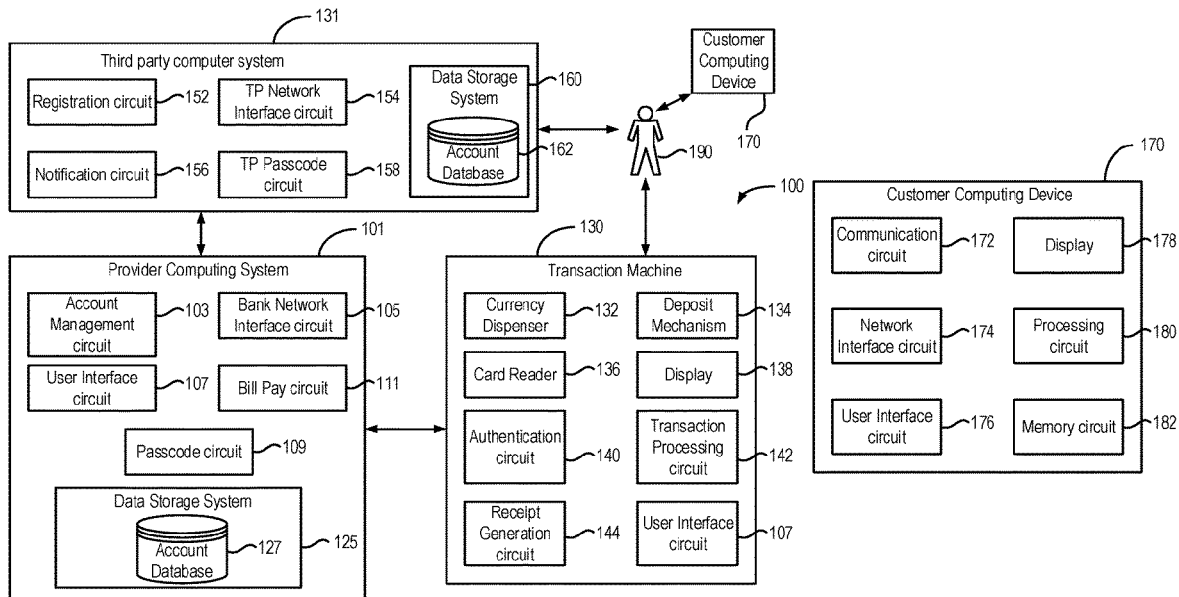 131
Third party computer system
Registration circuit
152
TP Network
Interface circuit
154
Data Storage
System
160
Account
Database
162
Notification circuit
156
TP Passcode
circuit
158
Customer
Computing
Device
170
190
100
101
Provider Computing System
Account
Management
circuit
103
Bank Network
Interface circuit
105
User Interface
circuit
107
Bill Pay circuit
111
Passcode circuit
109
Data Storage System
Account
Database
127
125
130
Transaction Machine
Currency
Dispenser
132
Deposit
Mechanism
134
Card Reader
136
Display
138
Authentication
circuit
140
Transaction
Processing
circuit
142
Receipt
Generation
circuit
144
User Interface
circuit
107
170
Customer Computing Device
Communication
circuit
172
Display
178
Network
Interface circuit
174
Processing
circuit
180
User Interface
circuit
176
Memory circuit
182